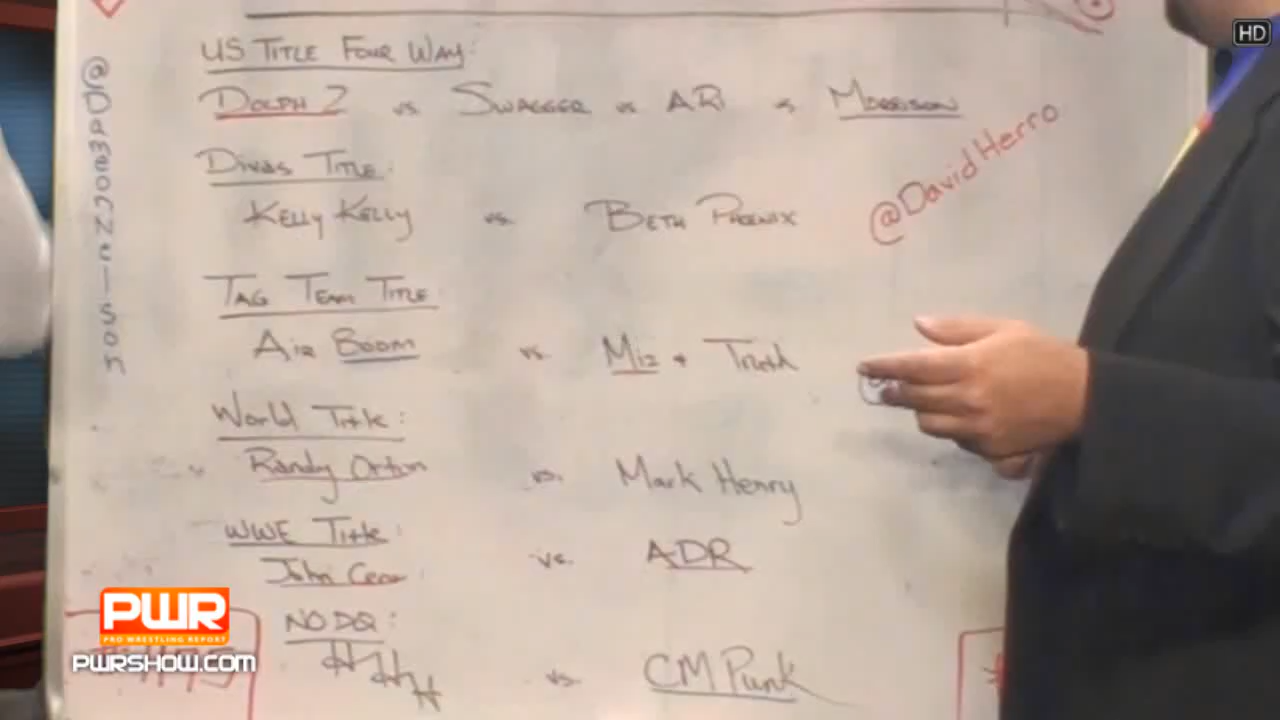 HD
US TITLE FOUR WAY:
DOLPH Z vs SWAGGER vs ARI vs MORRISON
@DavidHerro
DIVAS TITLE:
KELLY KELLY vs. BETH PHOENIX
TAG TEAM TITLE:
AIR BOOM vs. MIZ + Truth
World Title:
Randy Orton vs. Mark Henry
WWE Title:
John Cena vs. ADR
NO DQ:
HHH vs. CM Punk
@DameonNelson
PWR
PRO WRESTLING REPORT
PWRSHOW.COM